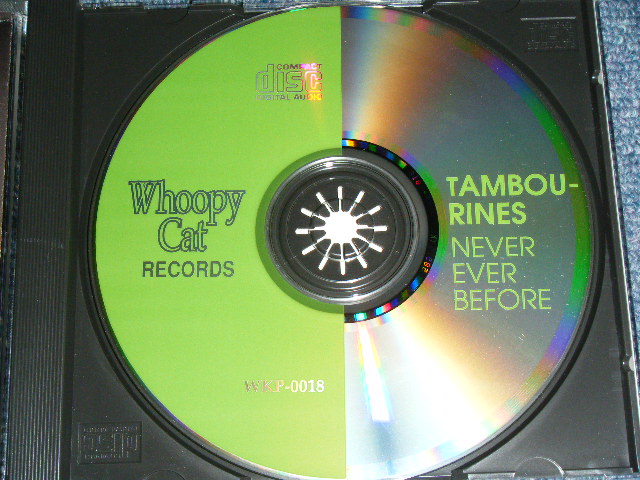 COMPACT
disc
DIGITAL AUDIO
Whoopy
Cat
RECORDS
WKP-0018
TAMBOU-
RINES
NEVER
EVER
BEFORE